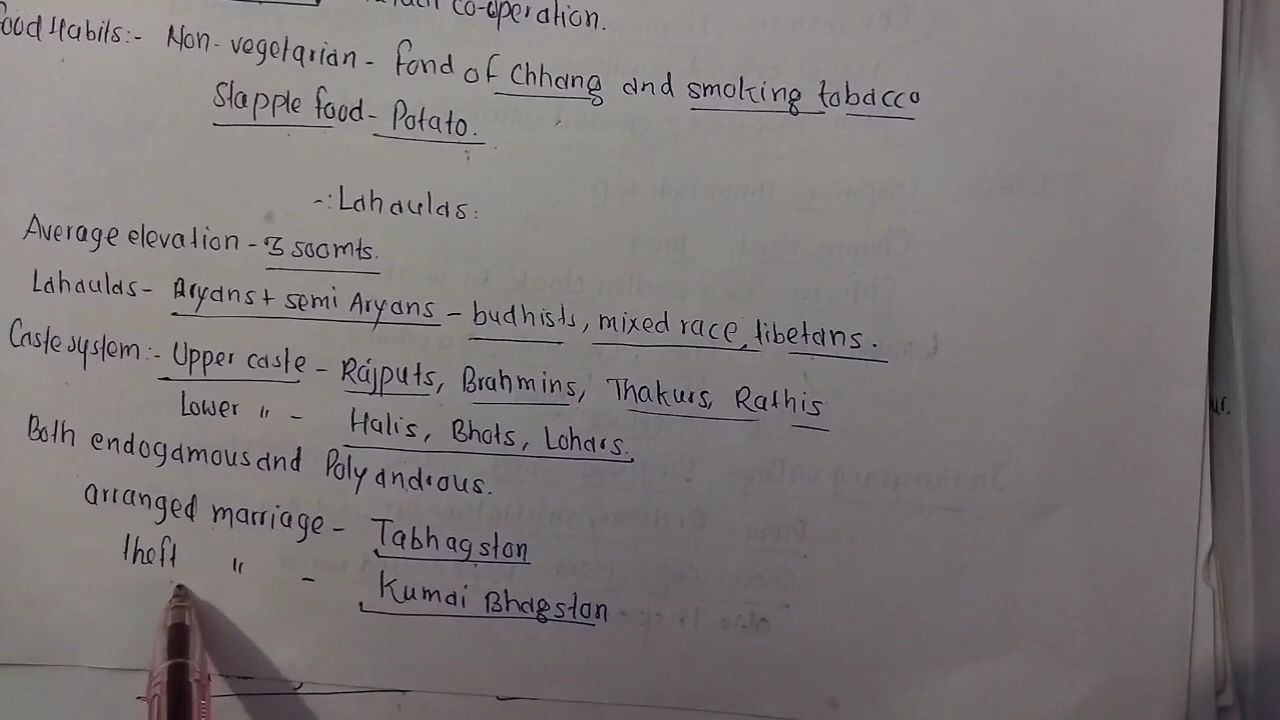 co-operation.
Food Habits:- Non-vegetarian - fond of Chhang and smoking tobacco
Stapple food - Potato.
-: Lahaulas:
Average elevation - 3500mts.
Lahaulas - Aryans + semi Aryans - budhists, mixed race, tibetans.
Caste system:- Upper caste - Rajputs, Brahmins, Thakurs, Rathis
Lower " - Halis, Bhots, Lohars.
Both endogamous and Polyandrous.
arranged marriage - Tabhagston
theft " - Kumai Bhagston